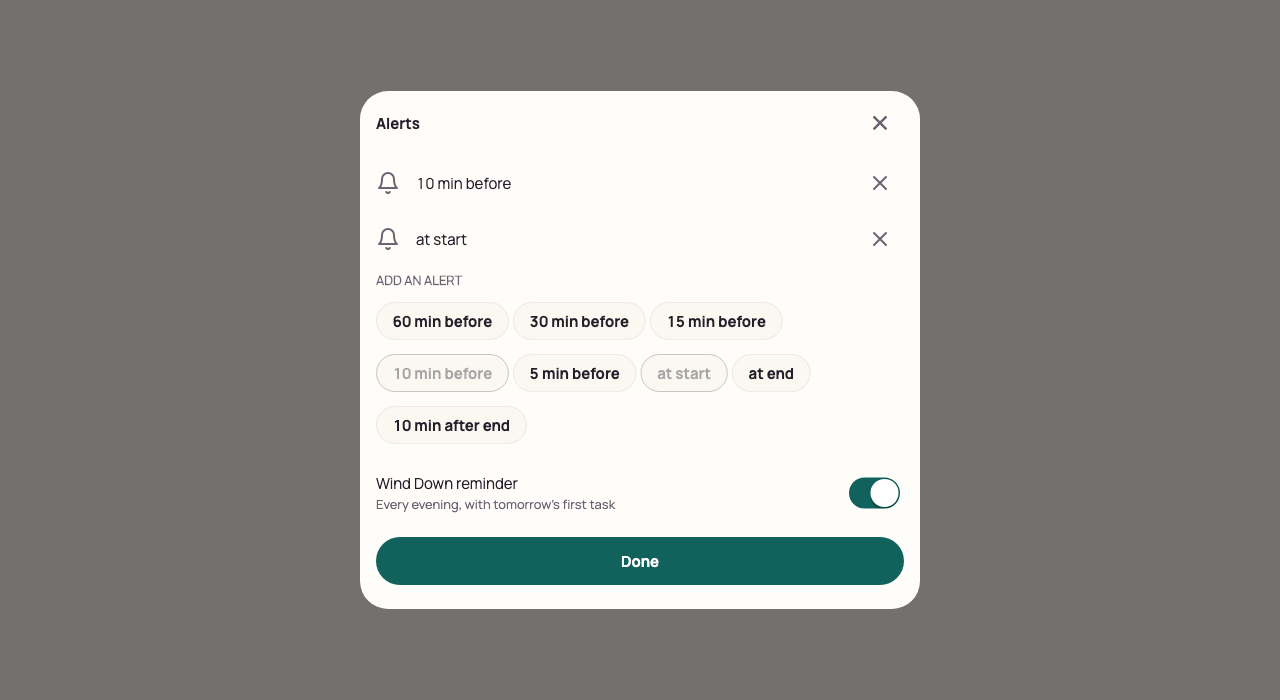 Alerts
10 min before
at start
ADD AN ALERT
60 min before 30 min before 15 min before
10 min before 5 min before at start at end
10 min after end
Wind Down reminder
Every evening, with tomorrow's first task
Done